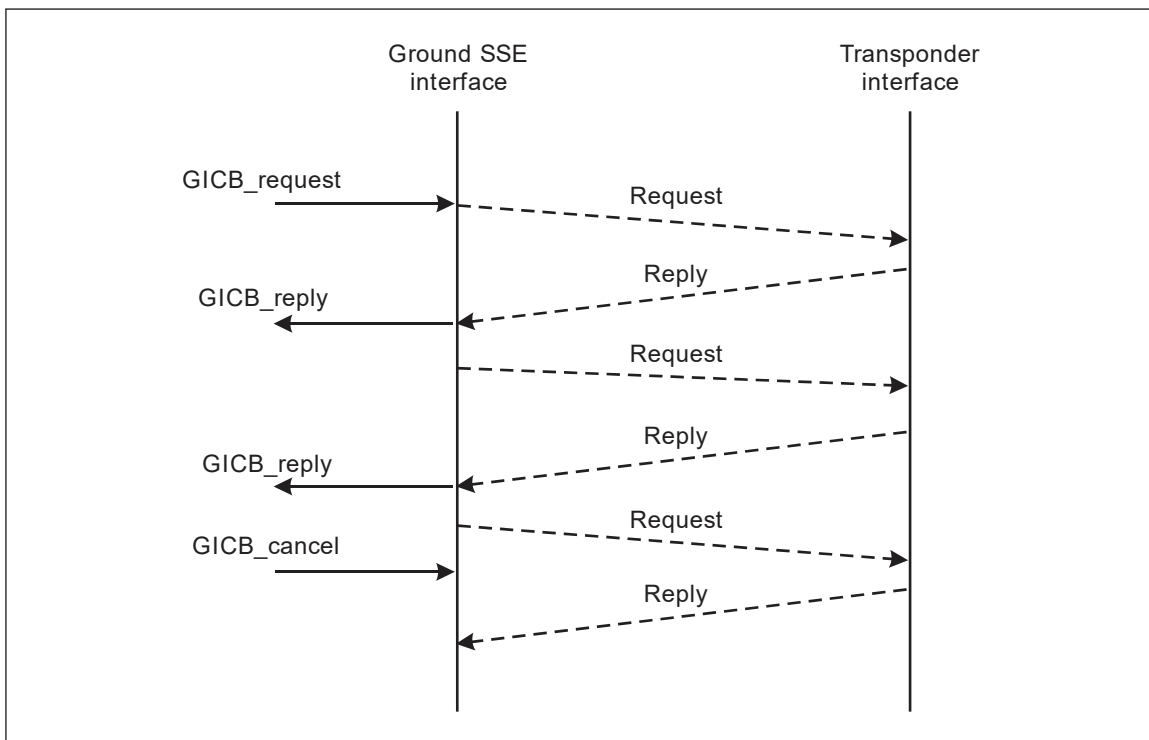 Ground SSE
interface
Transponder
interface
GICB_request
Request
Reply
GICB_reply
Request
Reply
GICB_reply
Request
GICB_cancel
Reply